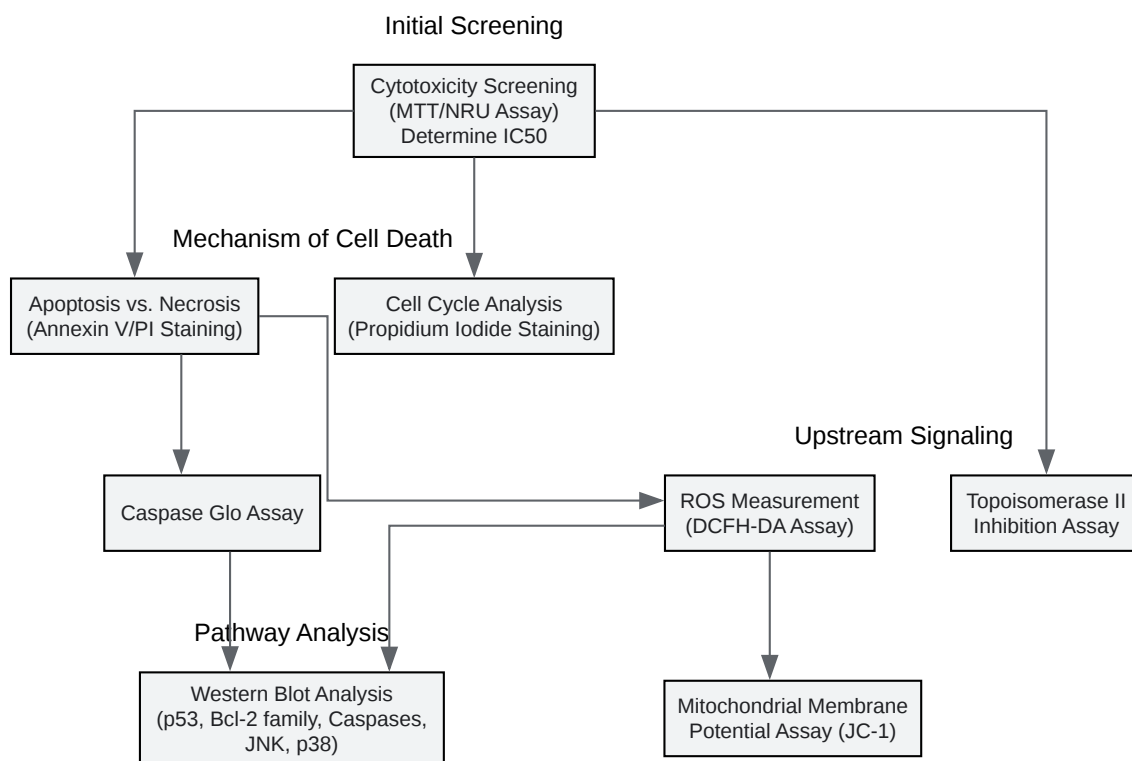 Initial Screening
Cytotoxicity Screening
(MTT/NRU Assay)
Determine IC50
Mechanism of Cell Death
Apoptosis vs. Necrosis
(Annexin V/PI Staining)
Cell Cycle Analysis
(Propidium Iodide Staining)
Upstream Signaling
Caspase Glo Assay
ROS Measurement
(DCFH-DA Assay)
Topoisomerase II
Inhibition Assay
Pathway Analysis
Western Blot Analysis
(p53, Bcl-2 family, Caspases,
JNK, p38)
Mitochondrial Membrane
Potential Assay (JC-1)